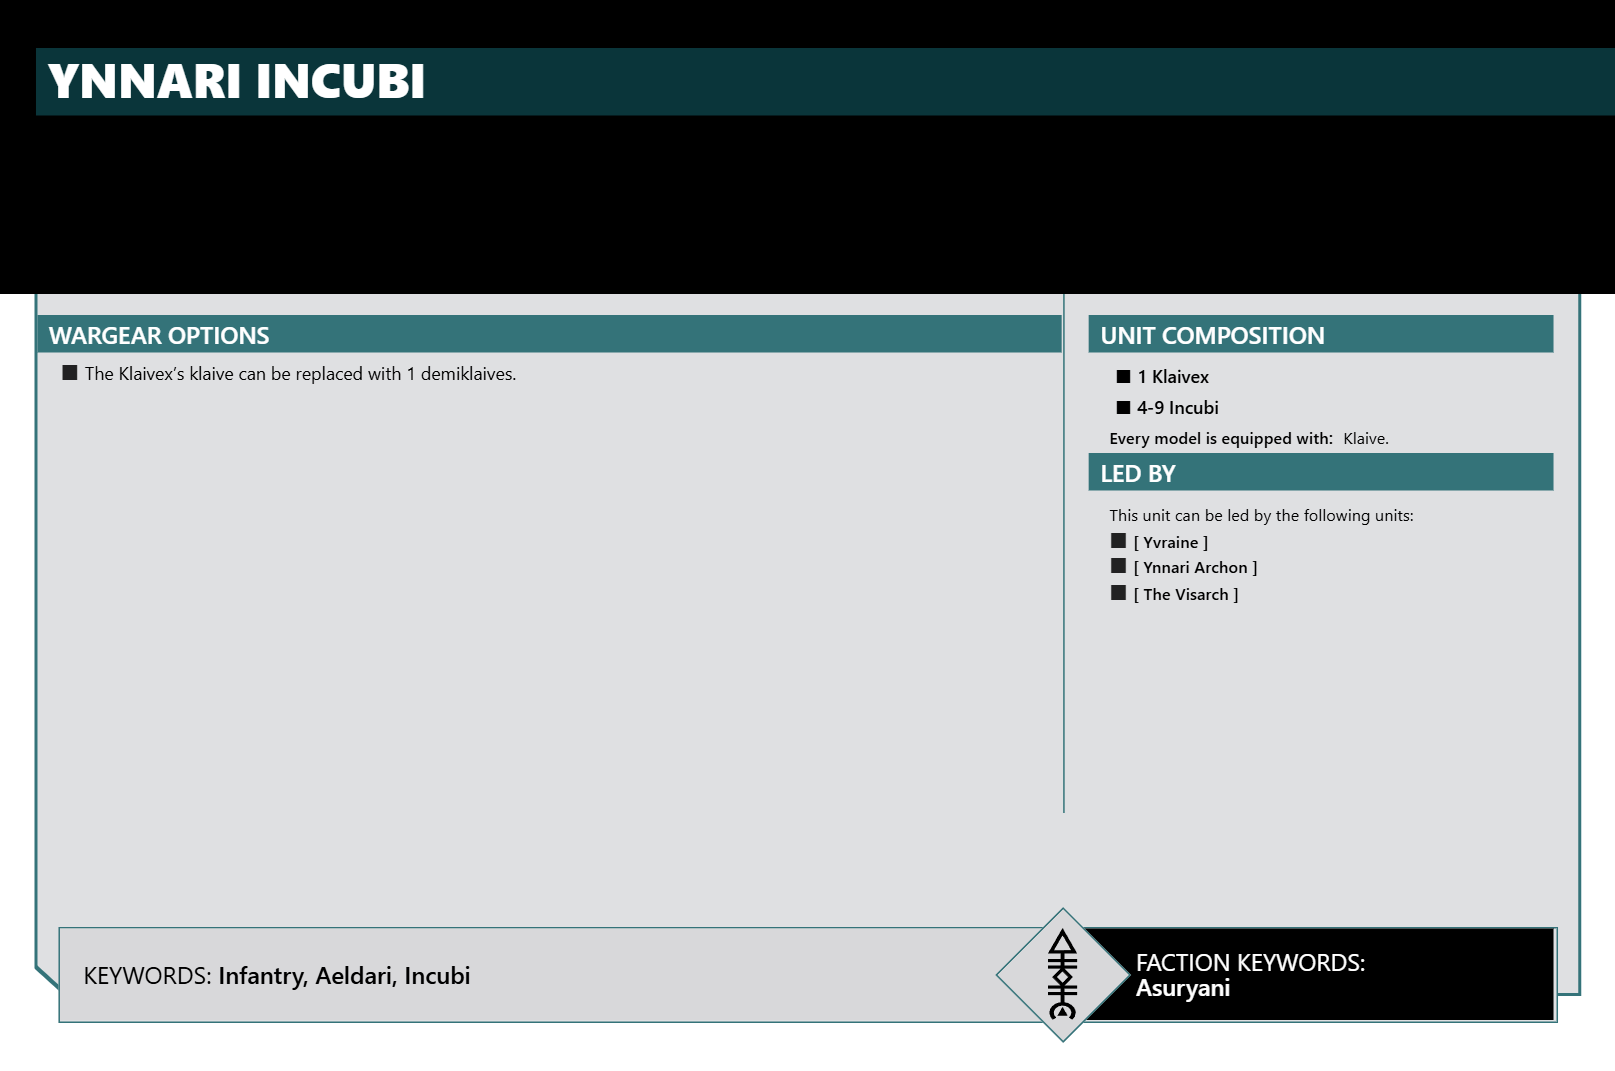 YNNARI INCUBI
WARGEAR OPTIONS
■ The Klaivex’s klaive can be replaced with 1 demiklaives.
UNIT COMPOSITION
■ 1 Klaivex
■ 4-9 Incubi
Every model is equipped with: Klaive.
LED BY
This unit can be led by the following units:
■ [ Yvraine ]
■ [ Ynnari Archon ]
■ [ The Visarch ]
KEYWORDS: Infantry, Aeldari, Incubi
FACTION KEYWORDS:
Asuryani